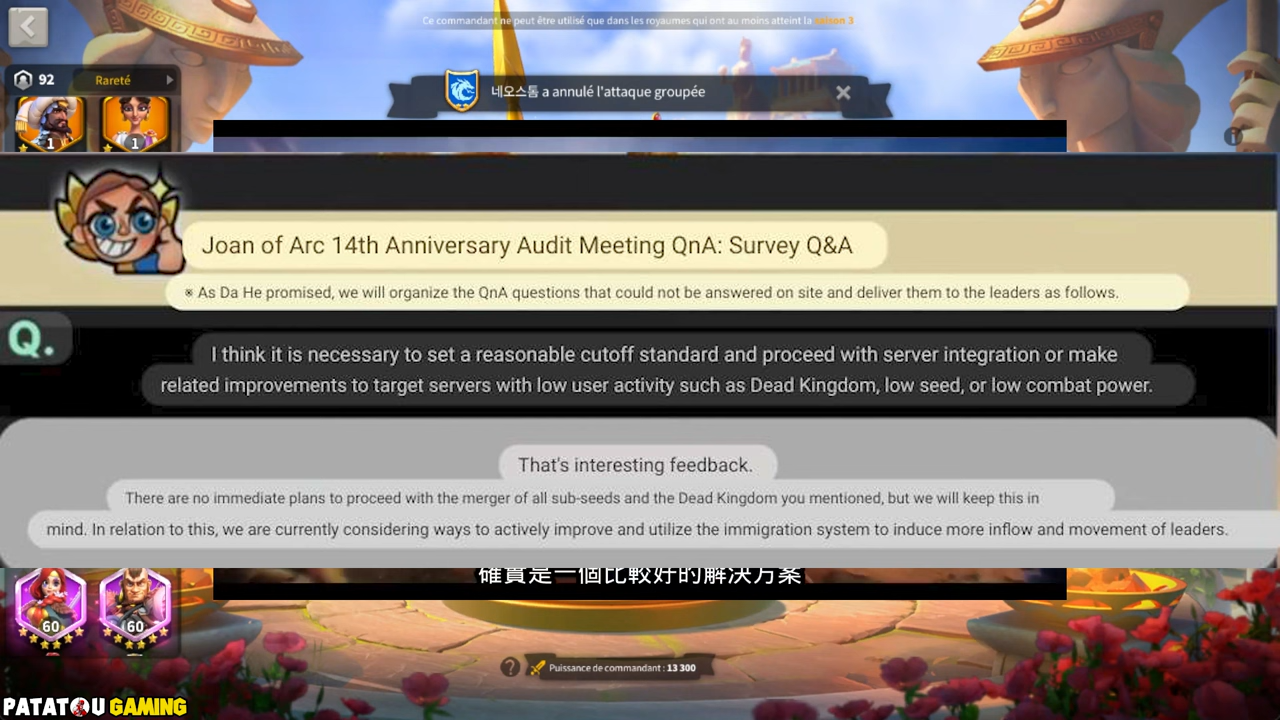 Ce commandant ne peut être utilisé que dans les royaumes qui ont au moins atteint la saison 3
92 Rareté
네오스톰 a annulé l'attaque groupée
1 1
Joan of Arc 14th Anniversary Audit Meeting QnA: Survey Q&A
※ As Da He promised, we will organize the QnA questions that could not be answered on site and deliver them to the leaders as follows.
Q.
I think it is necessary to set a reasonable cutoff standard and proceed with server integration or make
related improvements to target servers with low user activity such as Dead Kingdom, low seed, or low combat power.
That's interesting feedback.
There are no immediate plans to proceed with the merger of all sub-seeds and the Dead Kingdom you mentioned, but we will keep this in
mind. In relation to this, we are currently considering ways to actively improve and utilize the immigration system to induce more inflow and movement of leaders.
確實是一個比較好的解決方案
60 60
? Puissance de commandant : 13 300
PATATOU GAMING